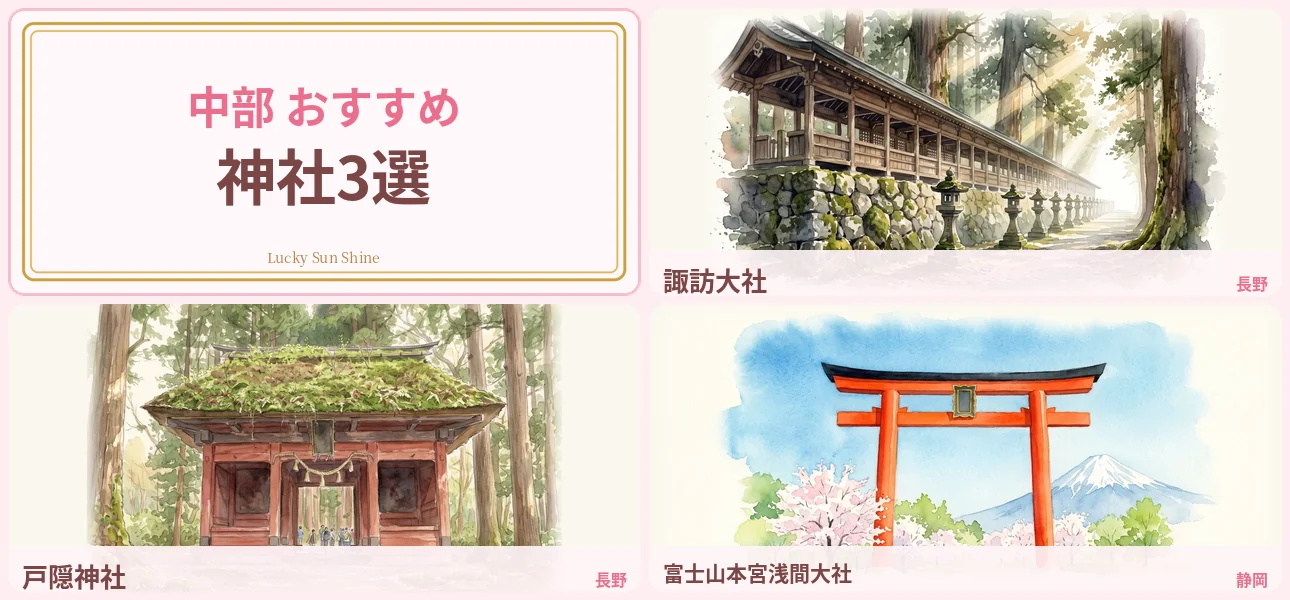 中部 おすすめ
神社3選
Lucky Sun Shine
諏訪大社
長野
戸隠神社
長野
富士山本宮浅間大社
静岡